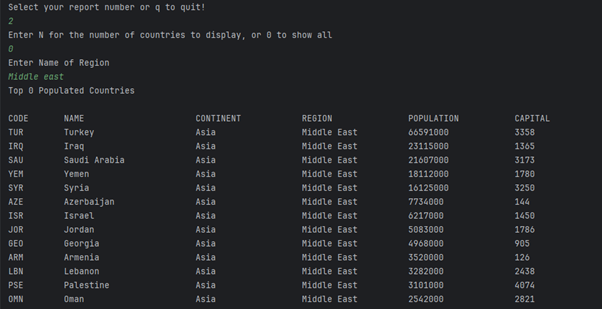 Select your report number or q to quit!
2
Enter N for the number of countries to display, or 0 to show all
0
Enter Name of Region
Middle east
Top 0 Populated Countries
CODE NAME CONTINENT REGION POPULATION CAPITAL
TUR Turkey Asia Middle East 66591000 3358
IRQ Iraq Asia Middle East 23115000 1365
SAU Saudi Arabia Asia Middle East 21607000 3173
YEM Yemen Asia Middle East 18112000 1780
SYR Syria Asia Middle East 16125000 3250
AZE Azerbaijan Asia Middle East 7734000 144
ISR Israel Asia Middle East 6217000 1450
JOR Jordan Asia Middle East 5083000 1786
GEO Georgia Asia Middle East 4968000 905
ARM Armenia Asia Middle East 3520000 126
LBN Lebanon Asia Middle East 3282000 2438
PSE Palestine Asia Middle East 3101000 4074
OMN Oman Asia Middle East 2542000 2821